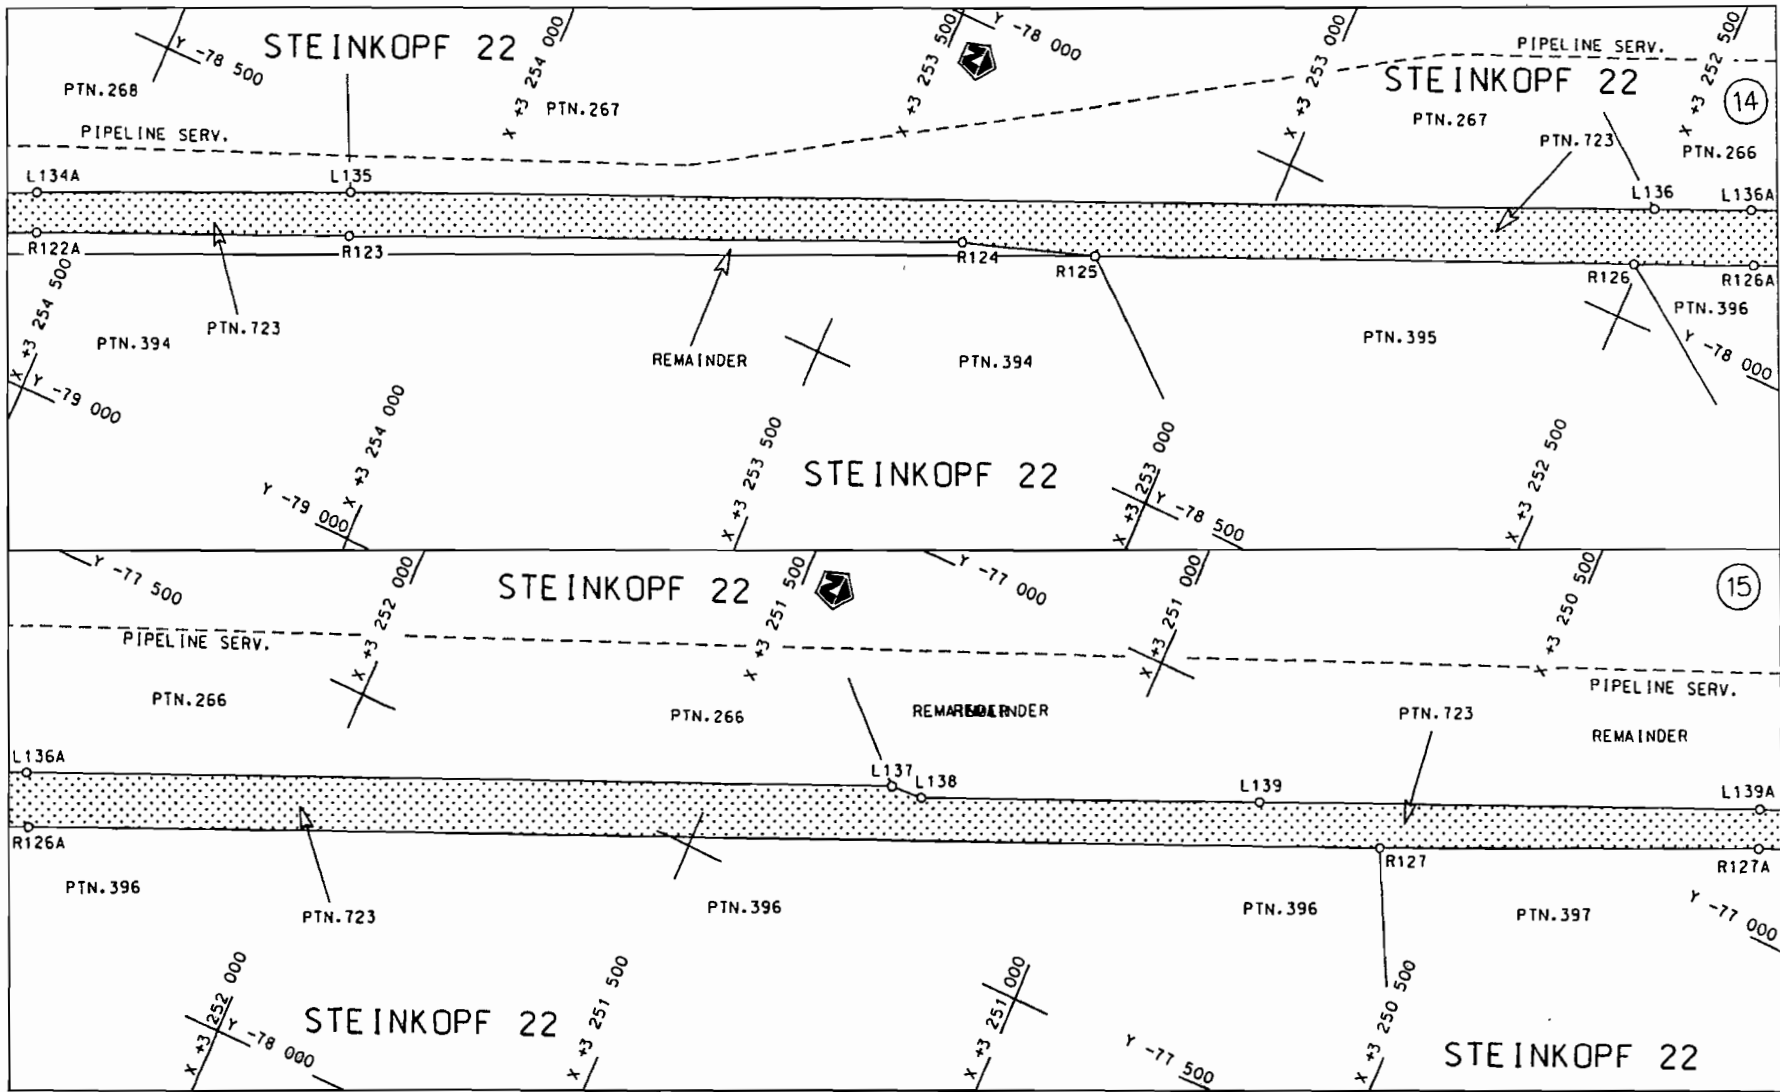 STEINKOPF 22
Y -78 500
X +3 254 000
X +3 253 500
Y -78 000
N
X +3 253 000
PIPELINE SERV.
X +3 252 500
STEINKOPF 22
14
PTN.268
PTN.267
PTN.267
PTN.723
PTN.266
PIPELINE SERV.
L134A
L135
L136
L136A
R122A
R123
R124
R125
R126
R126A
X +3 254 500
PTN.723
PTN.394
REMAINDER
PTN.394
PTN.395
PTN.396
Y -78 000
Y -79 000
X +3 254 000
X +3 253 500
STEINKOPF 22
X +3 253 000
X +3 252 500
Y -79 000
Y -78 500
Y -77 500
X +3 252 000
STEINKOPF 22
X +3 251 500
N
Y -77 000
X +3 251 000
X +3 250 500
15
PIPELINE SERV.
PIPELINE SERV.
PTN.266
PTN.266
REMAINDER
REMAINDER
PTN.723
REMAINDER
L136A
L137
L138
L139
L139A
R126A
R127
R127A
PTN.396
PTN.723
PTN.396
PTN.396
PTN.397
Y -77 000
X +3 252 000
Y -78 000
STEINKOPF 22
X +3 251 500
X +3 251 000
Y -77 500
X +3 250 500
STEINKOPF 22